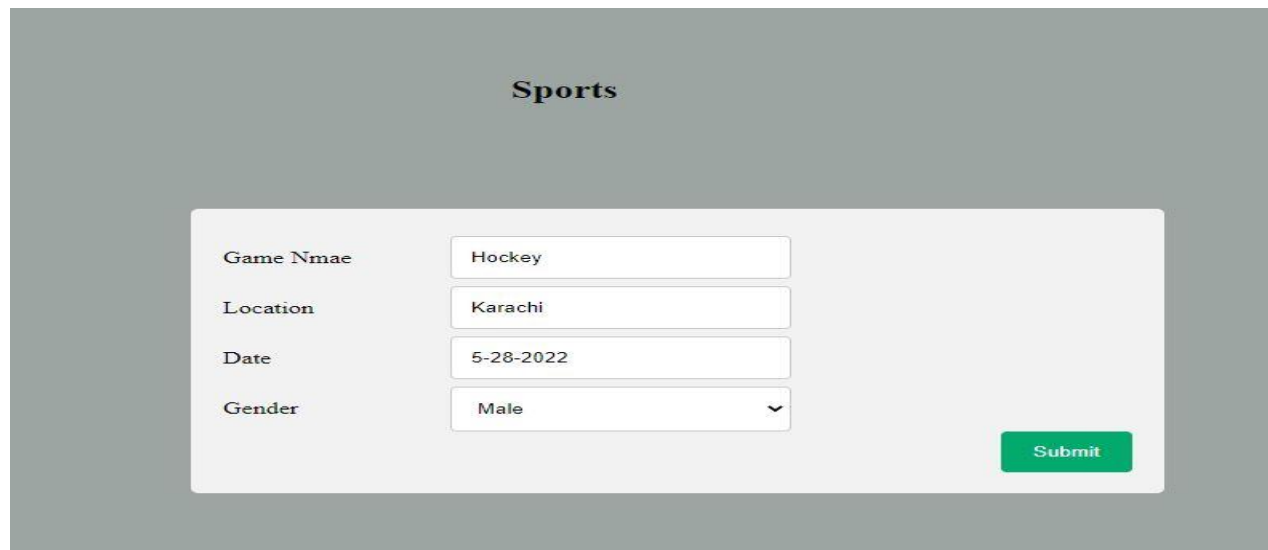 Sports
Game Nmae Hockey
Location Karachi
Date 5-28-2022
Gender Male
Submit